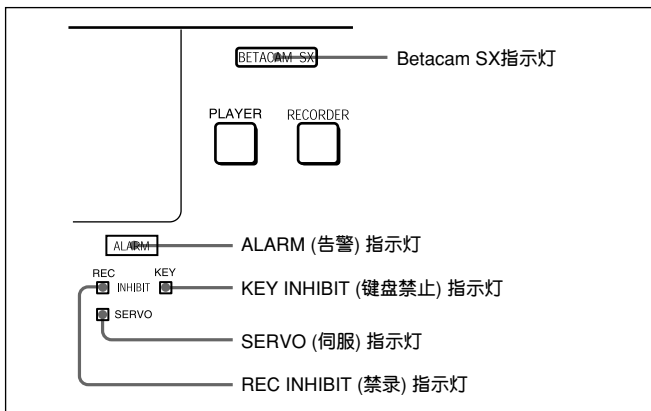 BETACAM SX
Betacam SX指示灯
PLAYER RECORDER
ALARM
ALARM (告警) 指示灯
REC INHIBIT KEY
KEY INHIBIT (键盘禁止) 指示灯
SERVO
SERVO (伺服) 指示灯
REC INHIBIT (禁录) 指示灯